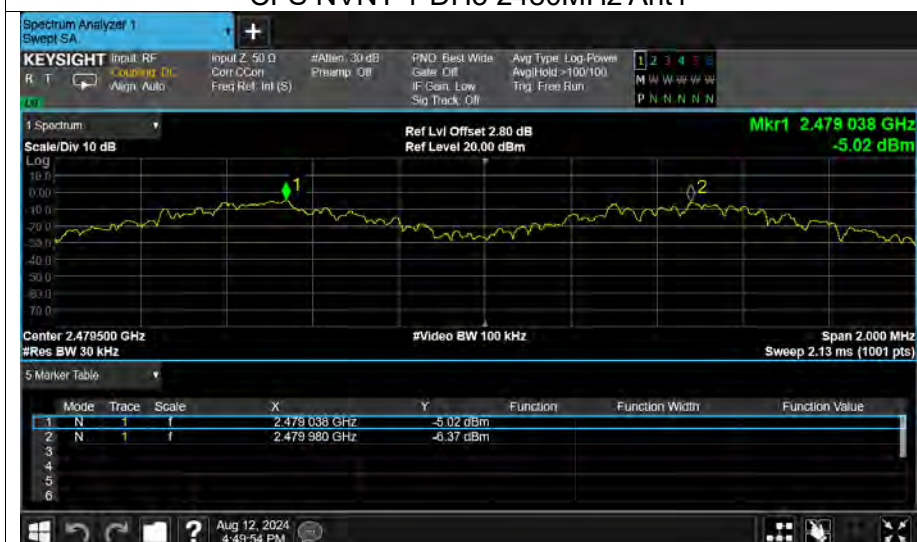 Spectrum Analyzer 1
Swept SA
+
KEYSIGHT Input: RF Input Z: 50 Ω #Atten: 30 dB PNO: Best Wide Avg Type: Log-Power 1 2 3 4 5 6
R T Coupling: DC Corr CCorr Preamp: Off Gate: Off Avg|Hold: >100/100 M W W W W W
Align: Auto Freq Ref: Int (S) IF Gain: Low Trig: Free Run
Sig Track: Off P N N N N N
1 Spectrum Ref Lvl Offset 2.80 dB Mkr1 2.479 038 GHz
Scale/Div 10 dB Ref Level 20.00 dBm -5.02 dBm
Log
10.0
0.00
-10.0
-20.0
-30.0
-40.0
-50.0
-60.0
-70.0
1
2
Center 2.479500 GHz #Video BW 100 kHz Span 2.000 MHz
#Res BW 30 kHz Sweep 2.13 ms (1001 pts)
5 Marker Table
Mode Trace Scale X Y Function Function Width Function Value
1 N 1 f 2.479 038 GHz -5.02 dBm
2 N 1 f 2.479 980 GHz -6.37 dBm
3
4
5
6
? Aug 12, 2024
4:49:54 PM